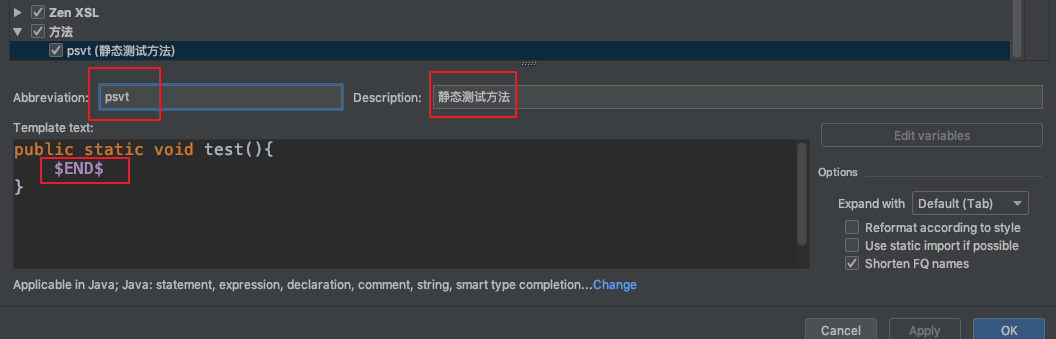 Zen XSL
方法
psvt (静态测试方法)
Abbreviation: psvt Description: 静态测试方法
Template text:
Edit variables
public static void test(){
$END$
}
Options
Expand with Default (Tab)
Reformat according to style
Use static import if possible
Shorten FQ names
Applicable in Java; Java: statement, expression, declaration, comment, string, smart type completion...Change
Cancel Apply OK